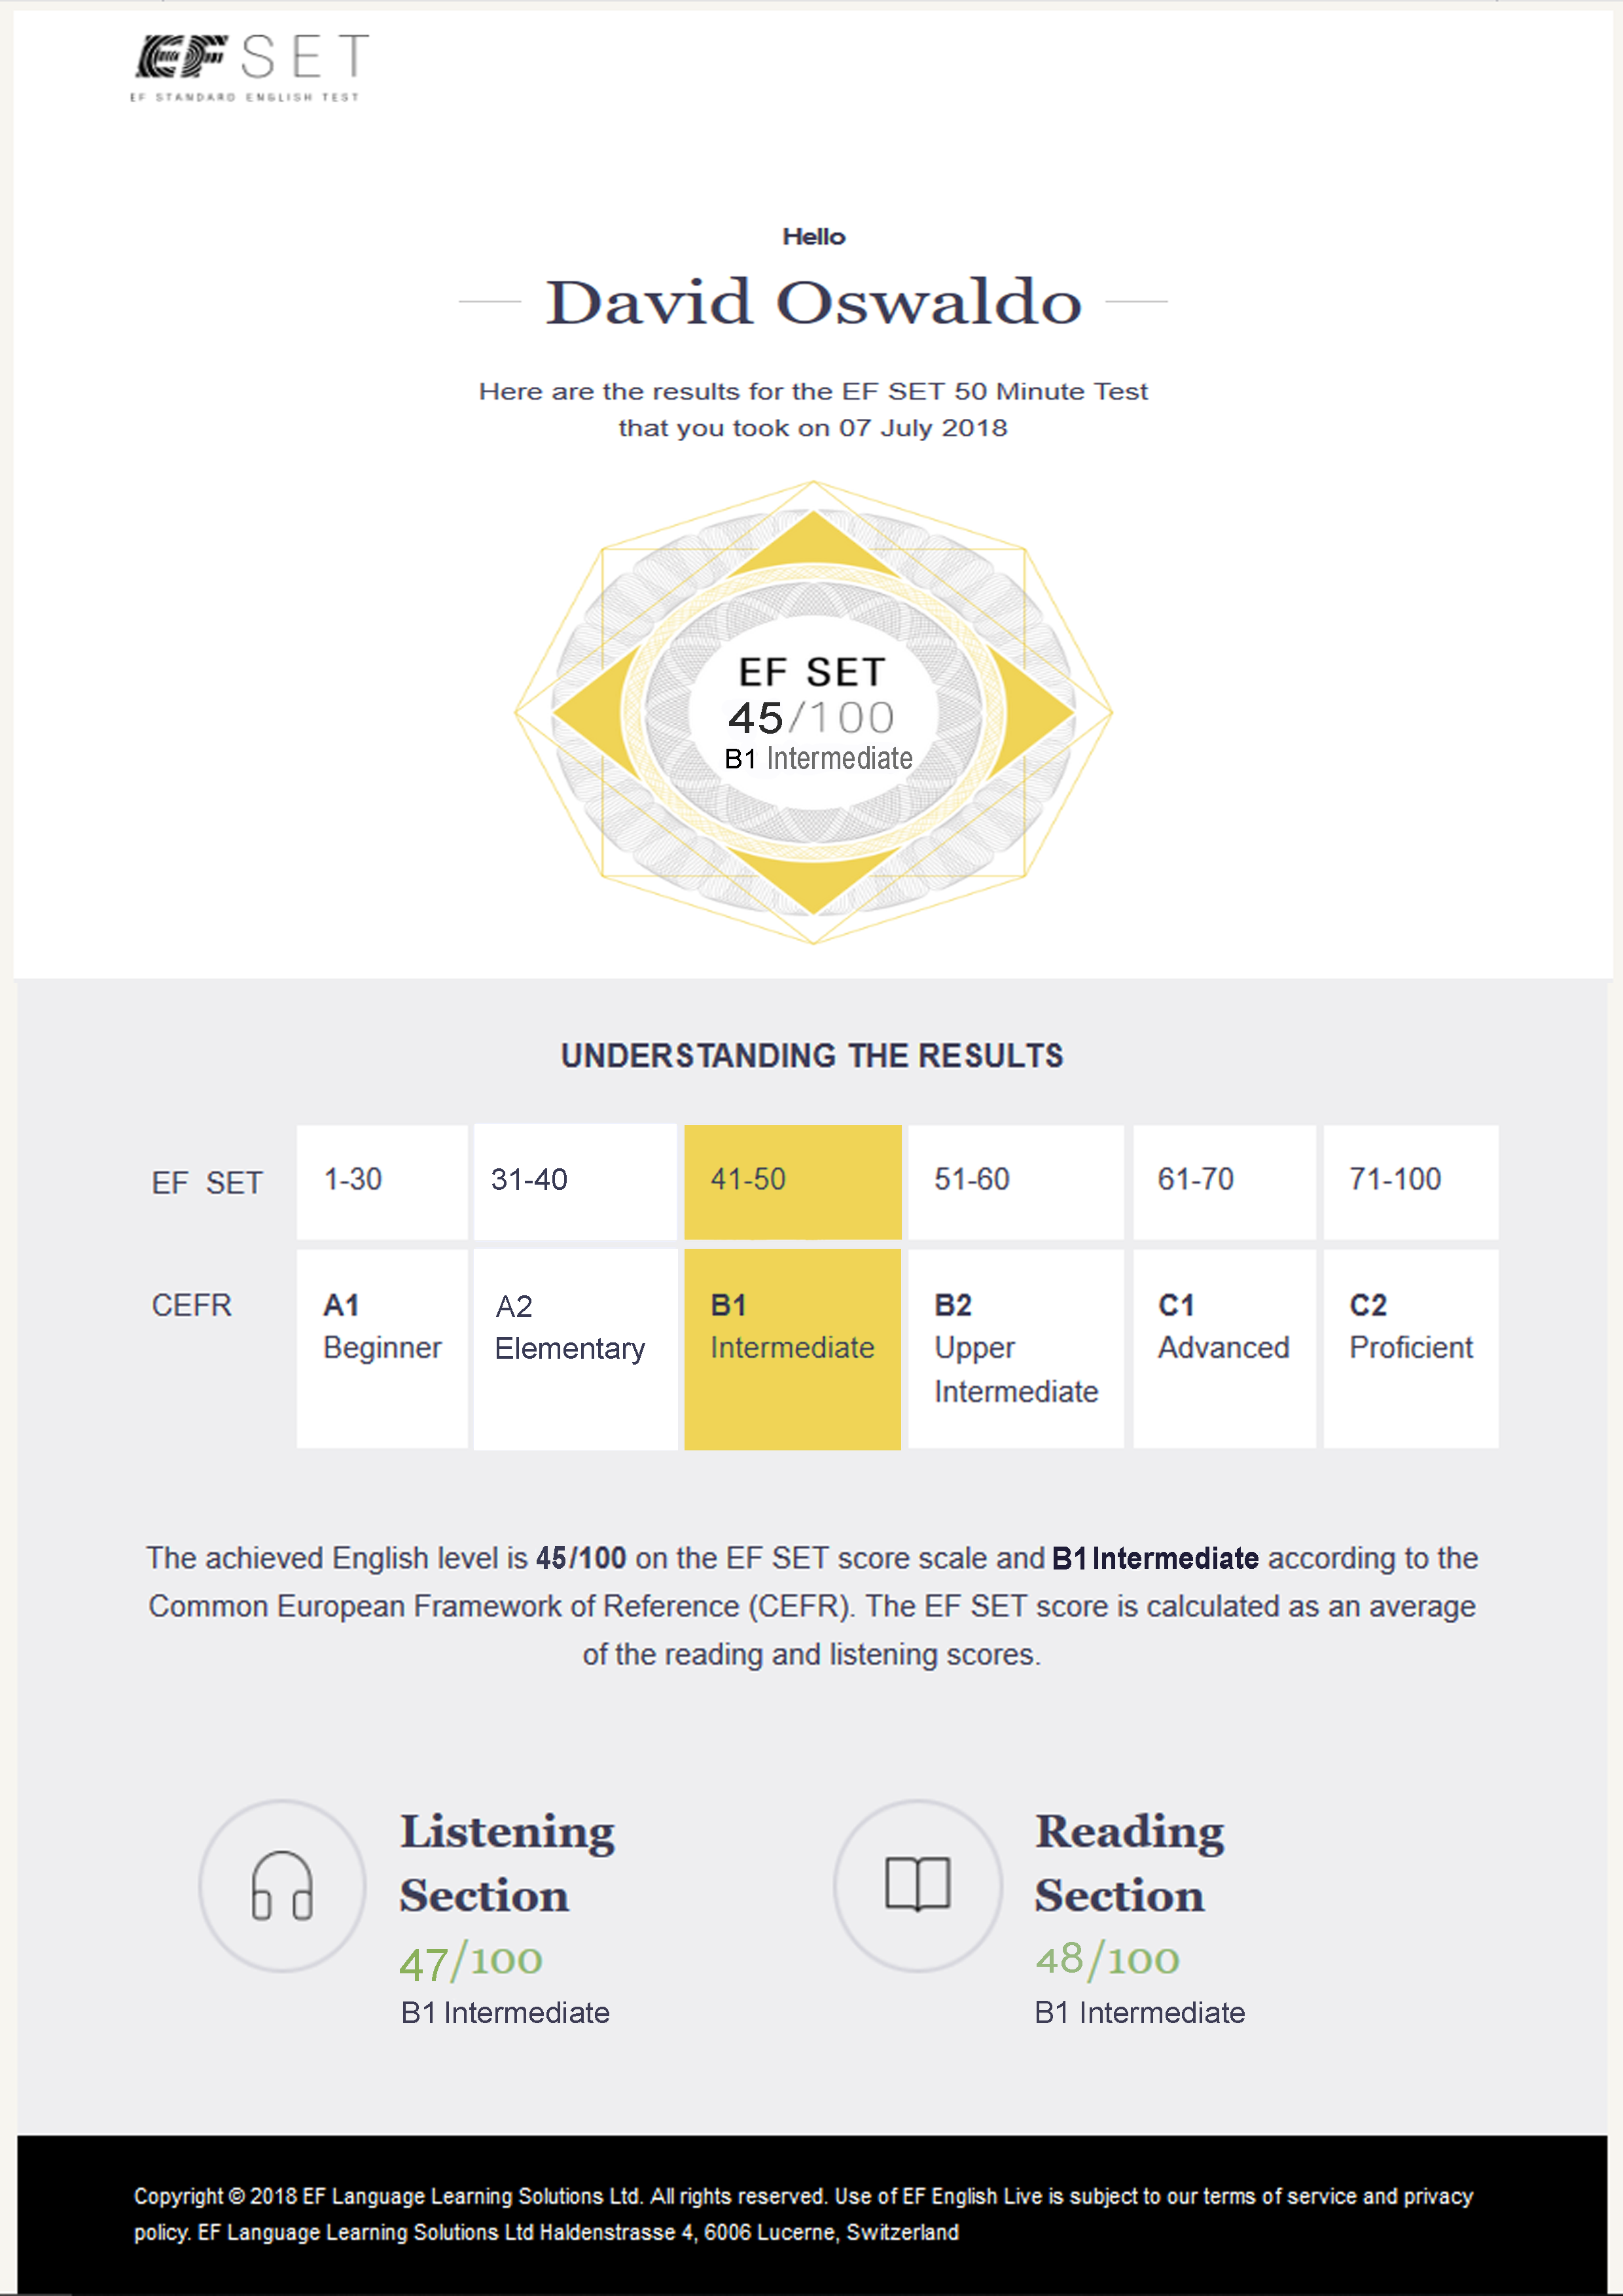 EF SET
EF STANDARD ENGLISH TEST
Hello
David Oswaldo
Here are the results for the EF SET 50 Minute Test
that you took on 07 July 2018
EF SET
45/100
B1 Intermediate
UNDERSTANDING THE RESULTS
EF SET 1-30 31-40 41-50 51-60 61-70 71-100
CEFR A1 A2 B1 B2 C1 C2
Beginner Elementary Intermediate Upper Advanced Proficient
Intermediate
The achieved English level is 45/100 on the EF SET score scale and B1 Intermediate according to the
Common European Framework of Reference (CEFR). The EF SET score is calculated as an average
of the reading and listening scores.
Listening
Section
47/100
B1 Intermediate
Reading
Section
48/100
B1 Intermediate
Copyright © 2018 EF Language Learning Solutions Ltd. All rights reserved. Use of EF English Live is subject to our terms of service and privacy
policy. EF Language Learning Solutions Ltd Haldenstrasse 4, 6006 Lucerne, Switzerland